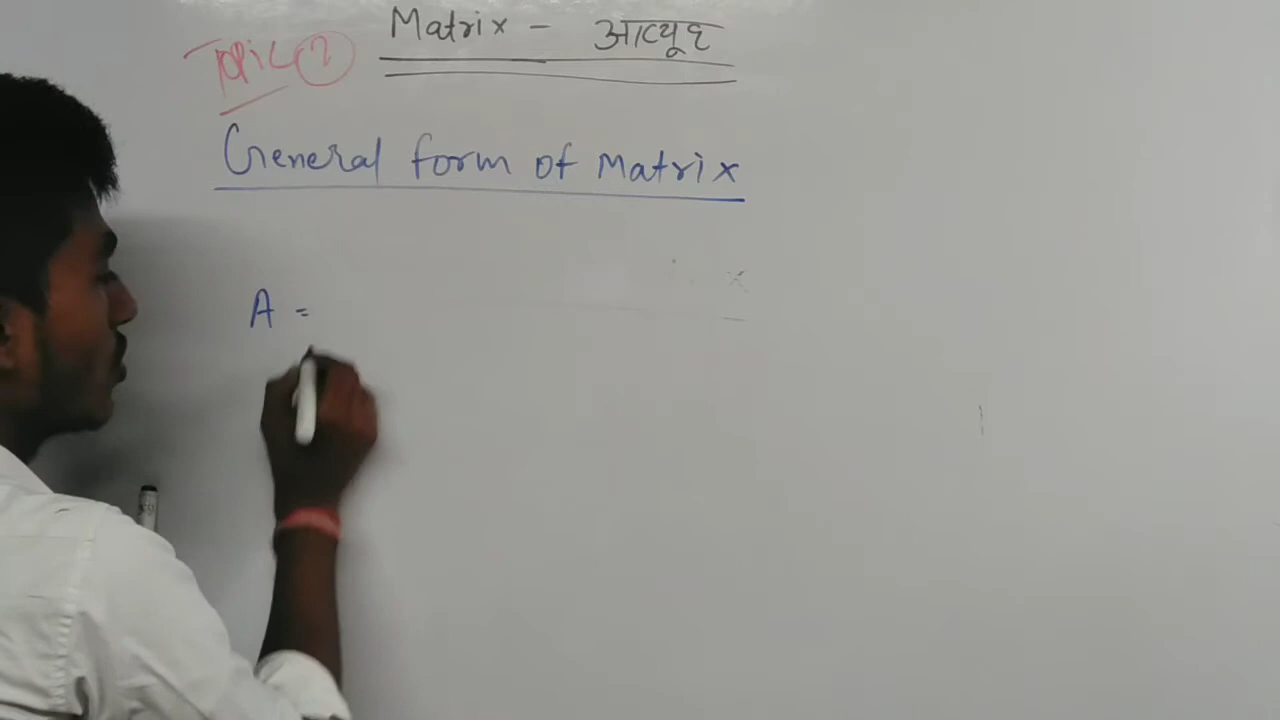 Matrix - आव्यूह
Topic ②
General form of Matrix
A =